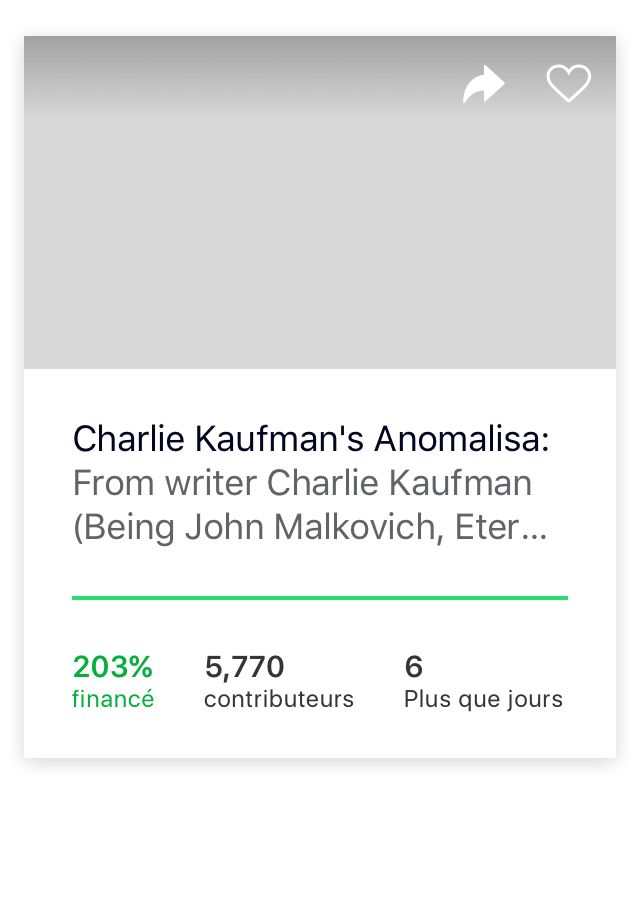 Charlie Kaufman's Anomalisa:
From writer Charlie Kaufman
(Being John Malkovich, Eter...
203% 5,770 6
financé contributeurs Plus que jours